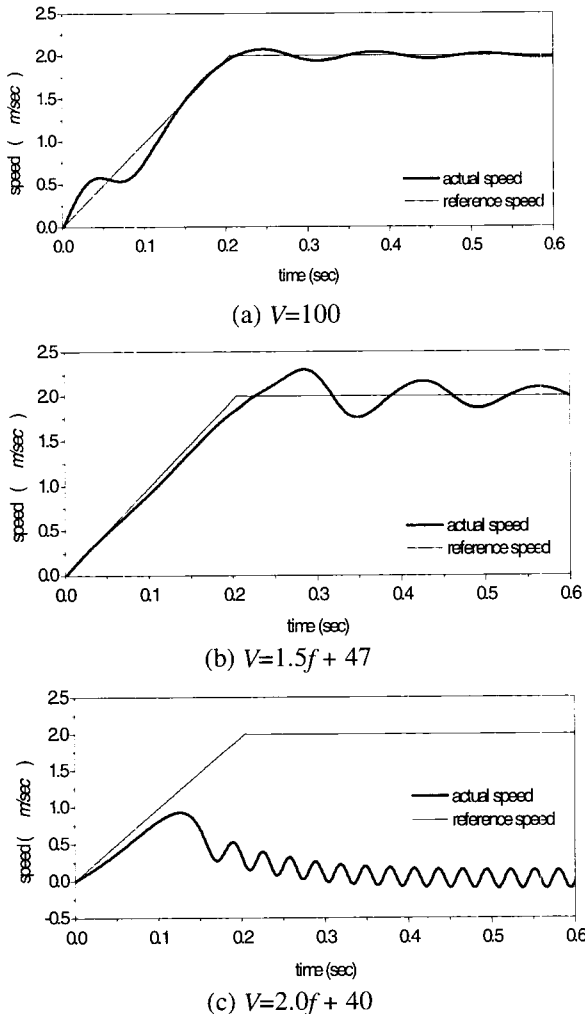 2.5
2.0
1.5
1.0
0.5
0.0
speed ( m/sec)
actual speed
reference speed
0.0 0.1 0.2 0.3 0.4 0.5 0.6
time (sec)
(a) V=100
2.5
2.0
1.5
1.0
0.5
0.0
speed ( m/sec)
actual speed
reference speed
0.0 0.1 0.2 0.3 0.4 0.5 0.6
time (sec)
(b) V=1.5f + 47
2.5
2.0
1.5
1.0
0.5
0.0
-0.5
speed ( m/sec)
actual speed
reference speed
0.0 0.1 0.2 0.3 0.4 0.5 0.6
time (sec)
(c) V=2.0f + 40